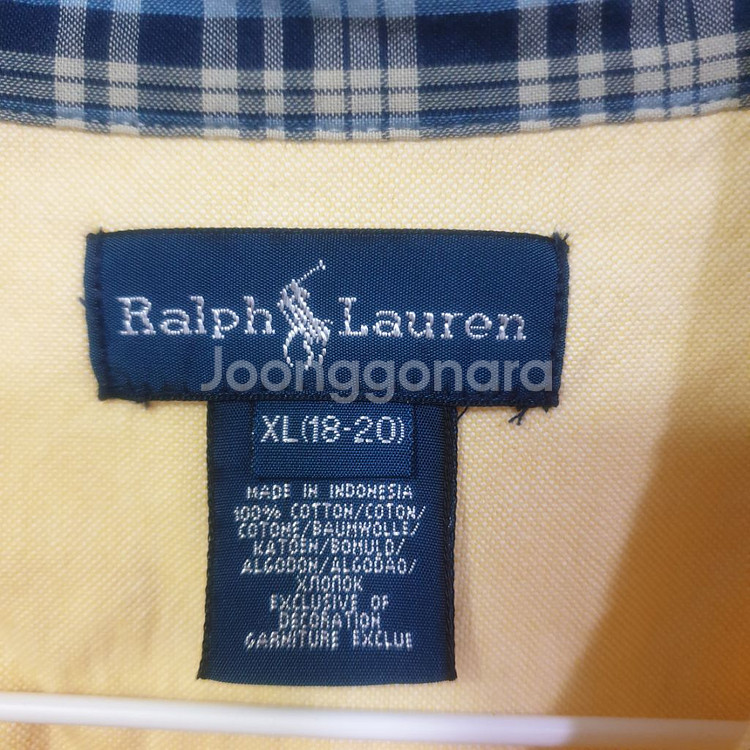 Ralph Lauren
Joonggonara
XL(18-20)
MADE IN INDONESIA
100% COTTON/COTON/
COTONE/BAUMWOLLE/
KATOEN/BOMULD/
ALGODON/ALGODAO/
ХЛОПОК
EXCLUSIVE OF
DECORATION
GARNITURE EXCLUE